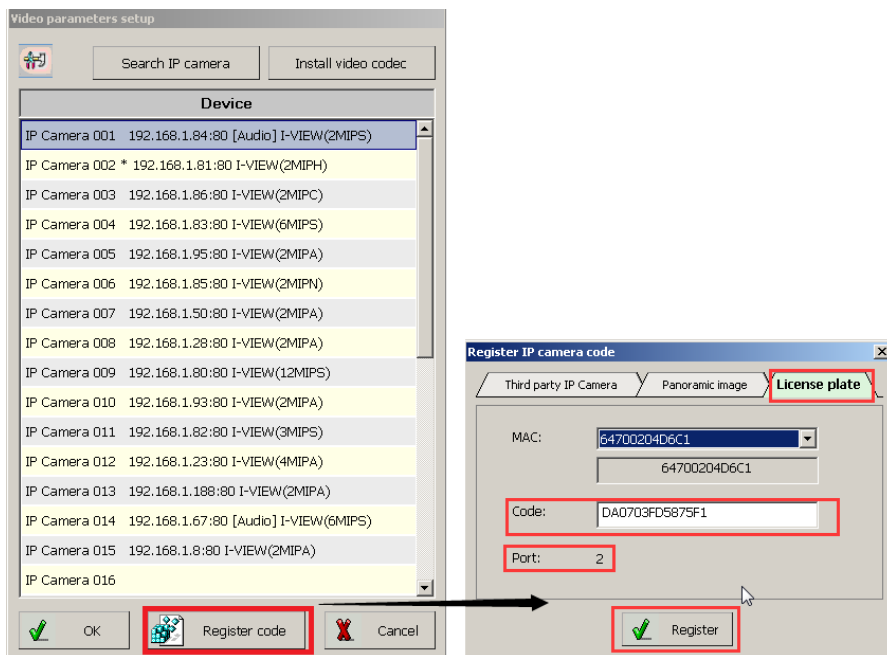 Video parameters setup
Search IP camera
Install video codec
Device
IP Camera 001 192.168.1.84:80 [Audio] I-VIEW(2MIPS)
IP Camera 002 * 192.168.1.81:80 I-VIEW(2MIPH)
IP Camera 003 192.168.1.86:80 I-VIEW(2MIPC)
IP Camera 004 192.168.1.83:80 I-VIEW(6MIPS)
IP Camera 005 192.168.1.95:80 I-VIEW(2MIPA)
IP Camera 006 192.168.1.85:80 I-VIEW(2MIPN)
IP Camera 007 192.168.1.50:80 I-VIEW(2MIPA)
IP Camera 008 192.168.1.28:80 I-VIEW(2MIPA)
IP Camera 009 192.168.1.80:80 I-VIEW(12MIPS)
IP Camera 010 192.168.1.93:80 I-VIEW(2MIPA)
IP Camera 011 192.168.1.82:80 I-VIEW(3MIPS)
IP Camera 012 192.168.1.23:80 I-VIEW(4MIPA)
IP Camera 013 192.168.1.188:80 I-VIEW(2MIPA)
IP Camera 014 192.168.1.67:80 [Audio] I-VIEW(6MIPS)
IP Camera 015 192.168.1.8:80 I-VIEW(2MIPA)
IP Camera 016
OK
Register code
Cancel
Register IP camera code
Third party IP Camera
Panoramic image
License plate
MAC:
64700204D6C1
64700204D6C1
Code:
DA0703FD5875F1
Port:
2
Register